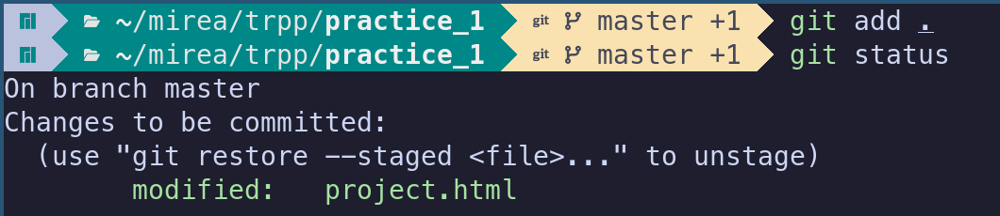 ~/mirea/trpp/practice_1 git master +1 git add .
~/mirea/trpp/practice_1 git master +1 git status
On branch master
Changes to be committed:
  (use "git restore --staged <file>..." to unstage)
        modified:   project.html